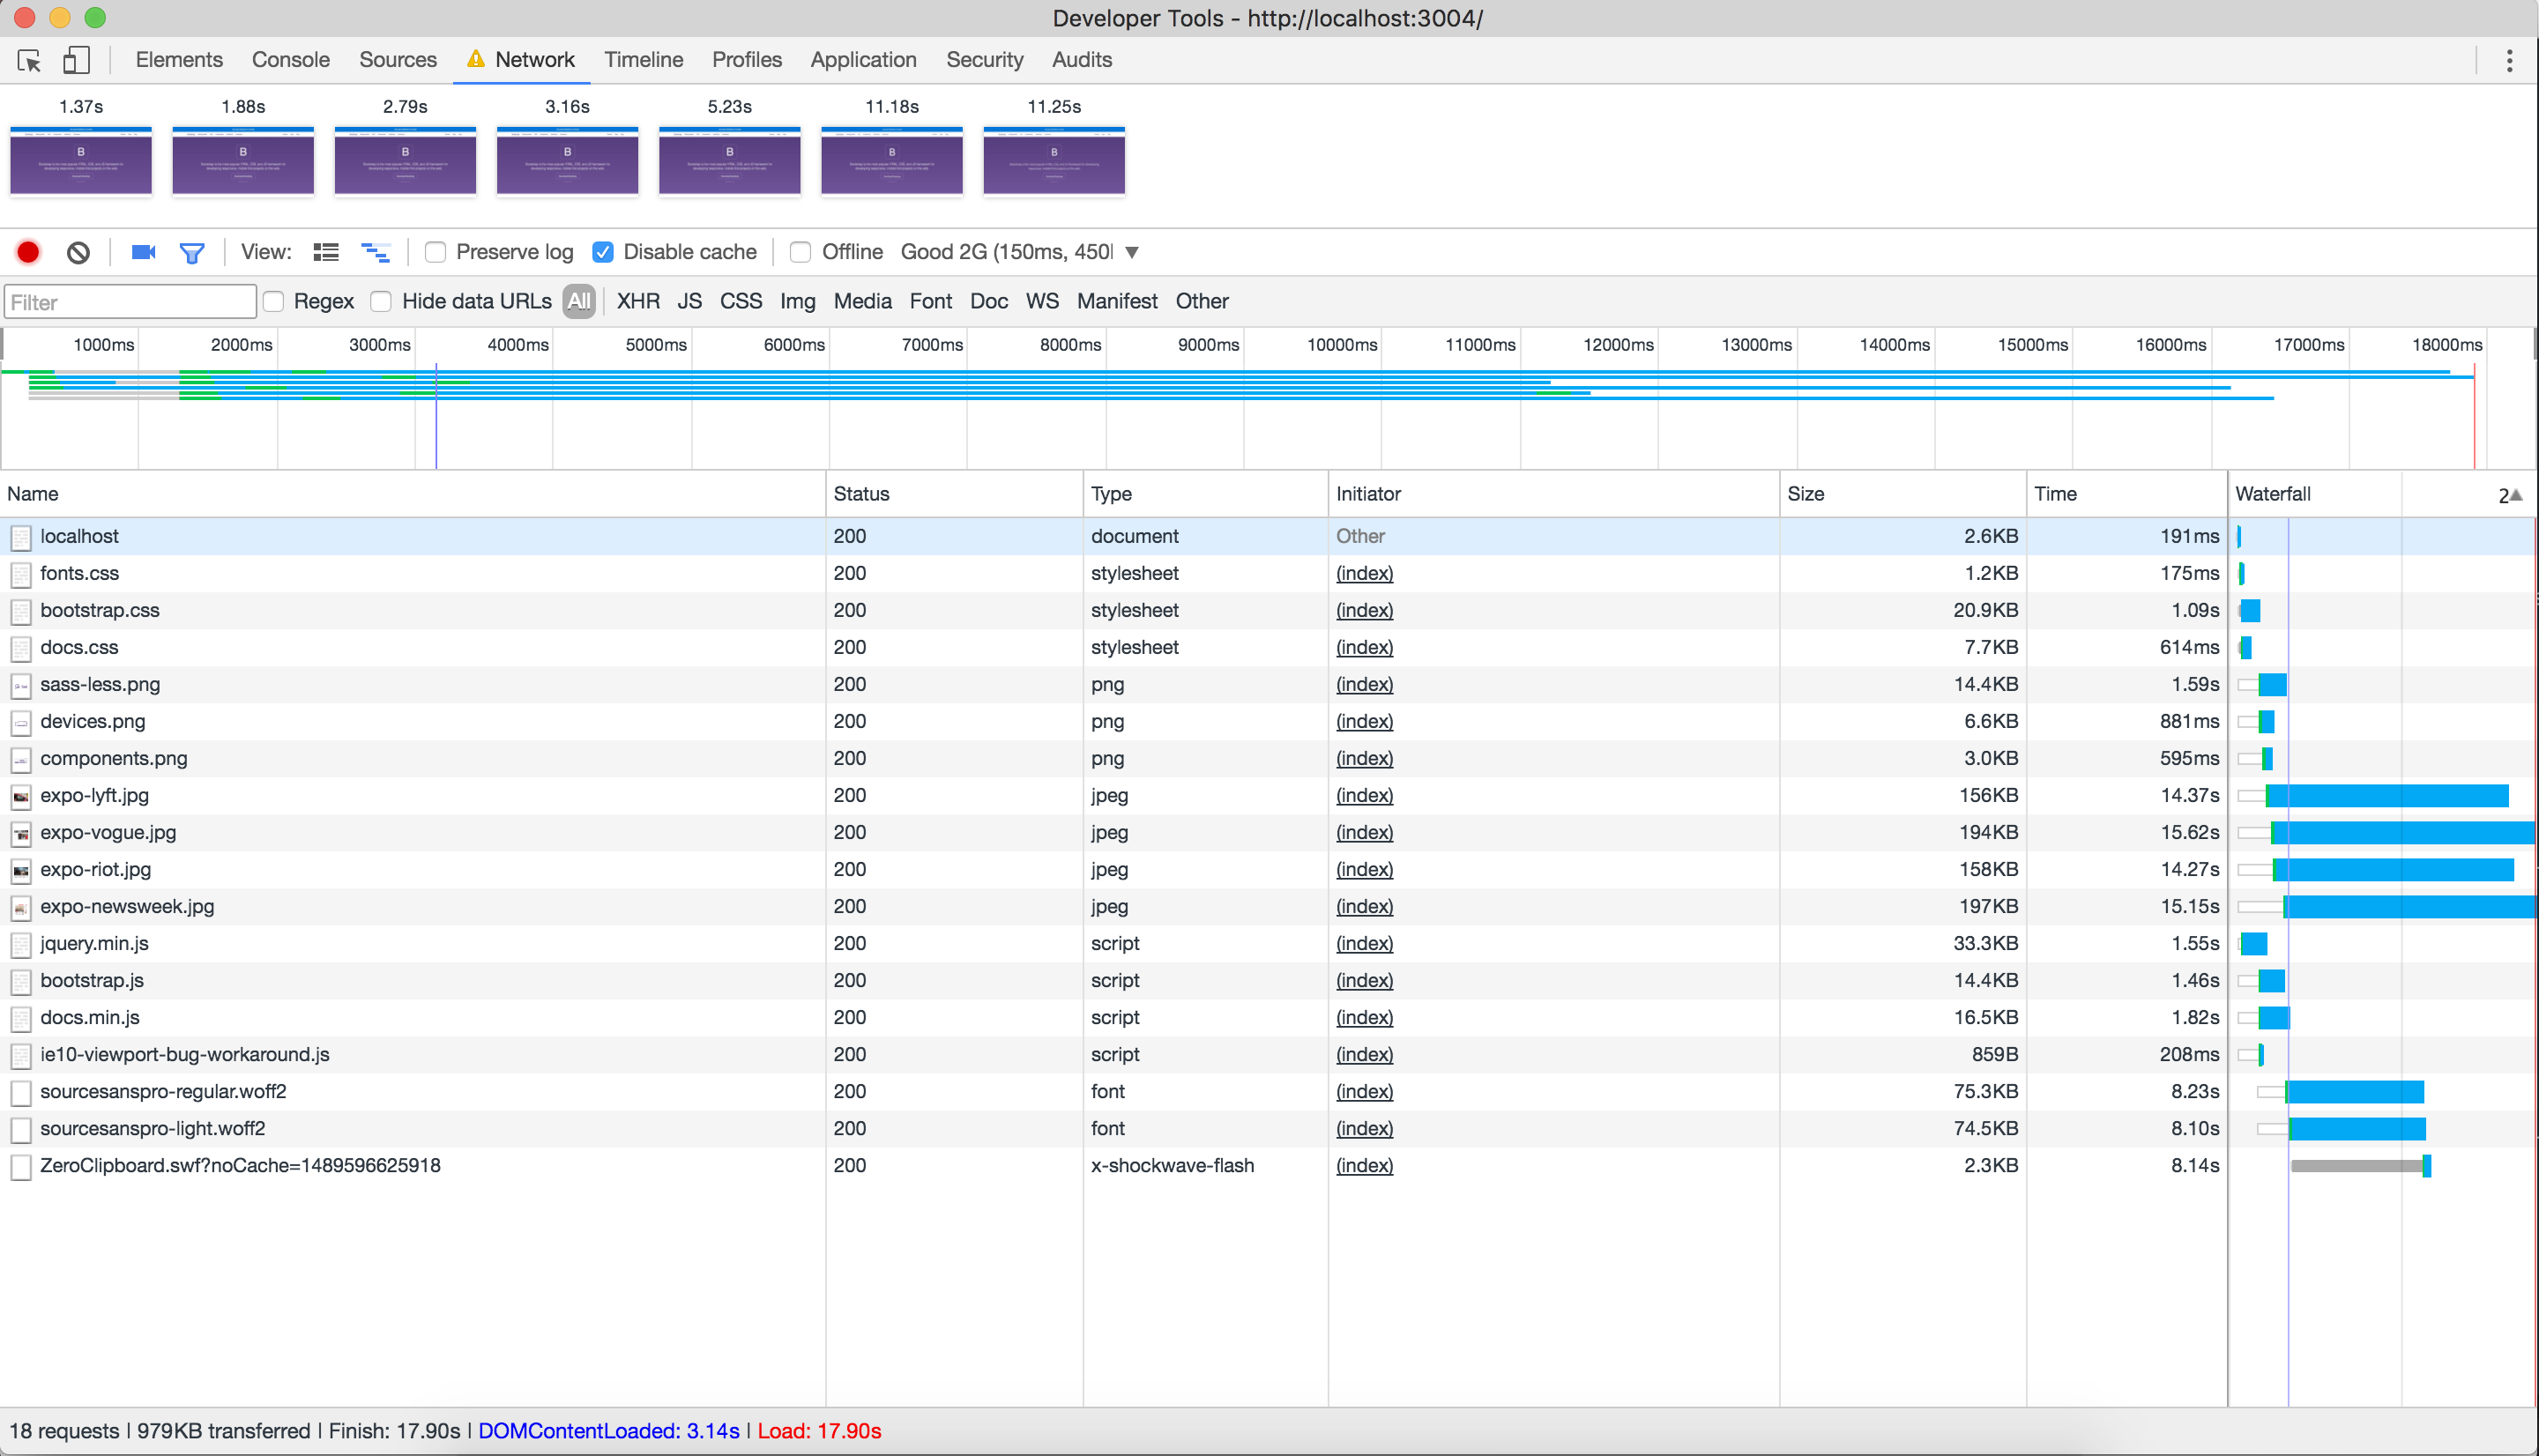 Developer Tools - http://localhost:3004/
Elements Console Sources Network Timeline Profiles Application Security Audits
1.37s 1.88s 2.79s 3.16s 5.23s 11.18s 11.25s
B B B B B B B
View: Preserve log Disable cache Offline Good 2G (150ms, 450
Filter Regex Hide data URLs All XHR JS CSS Img Media Font Doc WS Manifest Other
1000ms 2000ms 3000ms 4000ms 5000ms 6000ms 7000ms 8000ms 9000ms 10000ms 11000ms 12000ms 13000ms 14000ms 15000ms 16000ms 17000ms 18000ms
Name Status Type Initiator Size Time Waterfall 2
localhost 200 document Other 2.6KB 191ms
fonts.css 200 stylesheet (index) 1.2KB 175ms
bootstrap.css 200 stylesheet (index) 20.9KB 1.09s
docs.css 200 stylesheet (index) 7.7KB 614ms
sass-less.png 200 png (index) 14.4KB 1.59s
devices.png 200 png (index) 6.6KB 881ms
components.png 200 png (index) 3.0KB 595ms
expo-lyft.jpg 200 jpeg (index) 156KB 14.37s
expo-vogue.jpg 200 jpeg (index) 194KB 15.62s
expo-riot.jpg 200 jpeg (index) 158KB 14.27s
expo-newsweek.jpg 200 jpeg (index) 197KB 15.15s
jquery.min.js 200 script (index) 33.3KB 1.55s
bootstrap.js 200 script (index) 14.4KB 1.46s
docs.min.js 200 script (index) 16.5KB 1.82s
ie10-viewport-bug-workaround.js 200 script (index) 859B 208ms
sourcesanspro-regular.woff2 200 font (index) 75.3KB 8.23s
sourcesanspro-light.woff2 200 font (index) 74.5KB 8.10s
ZeroClipboard.swf?noCache=1489596625918 200 x-shockwave-flash (index) 2.3KB 8.14s
18 requests | 979KB transferred | Finish: 17.90s | DOMContentLoaded: 3.14s | Load: 17.90s